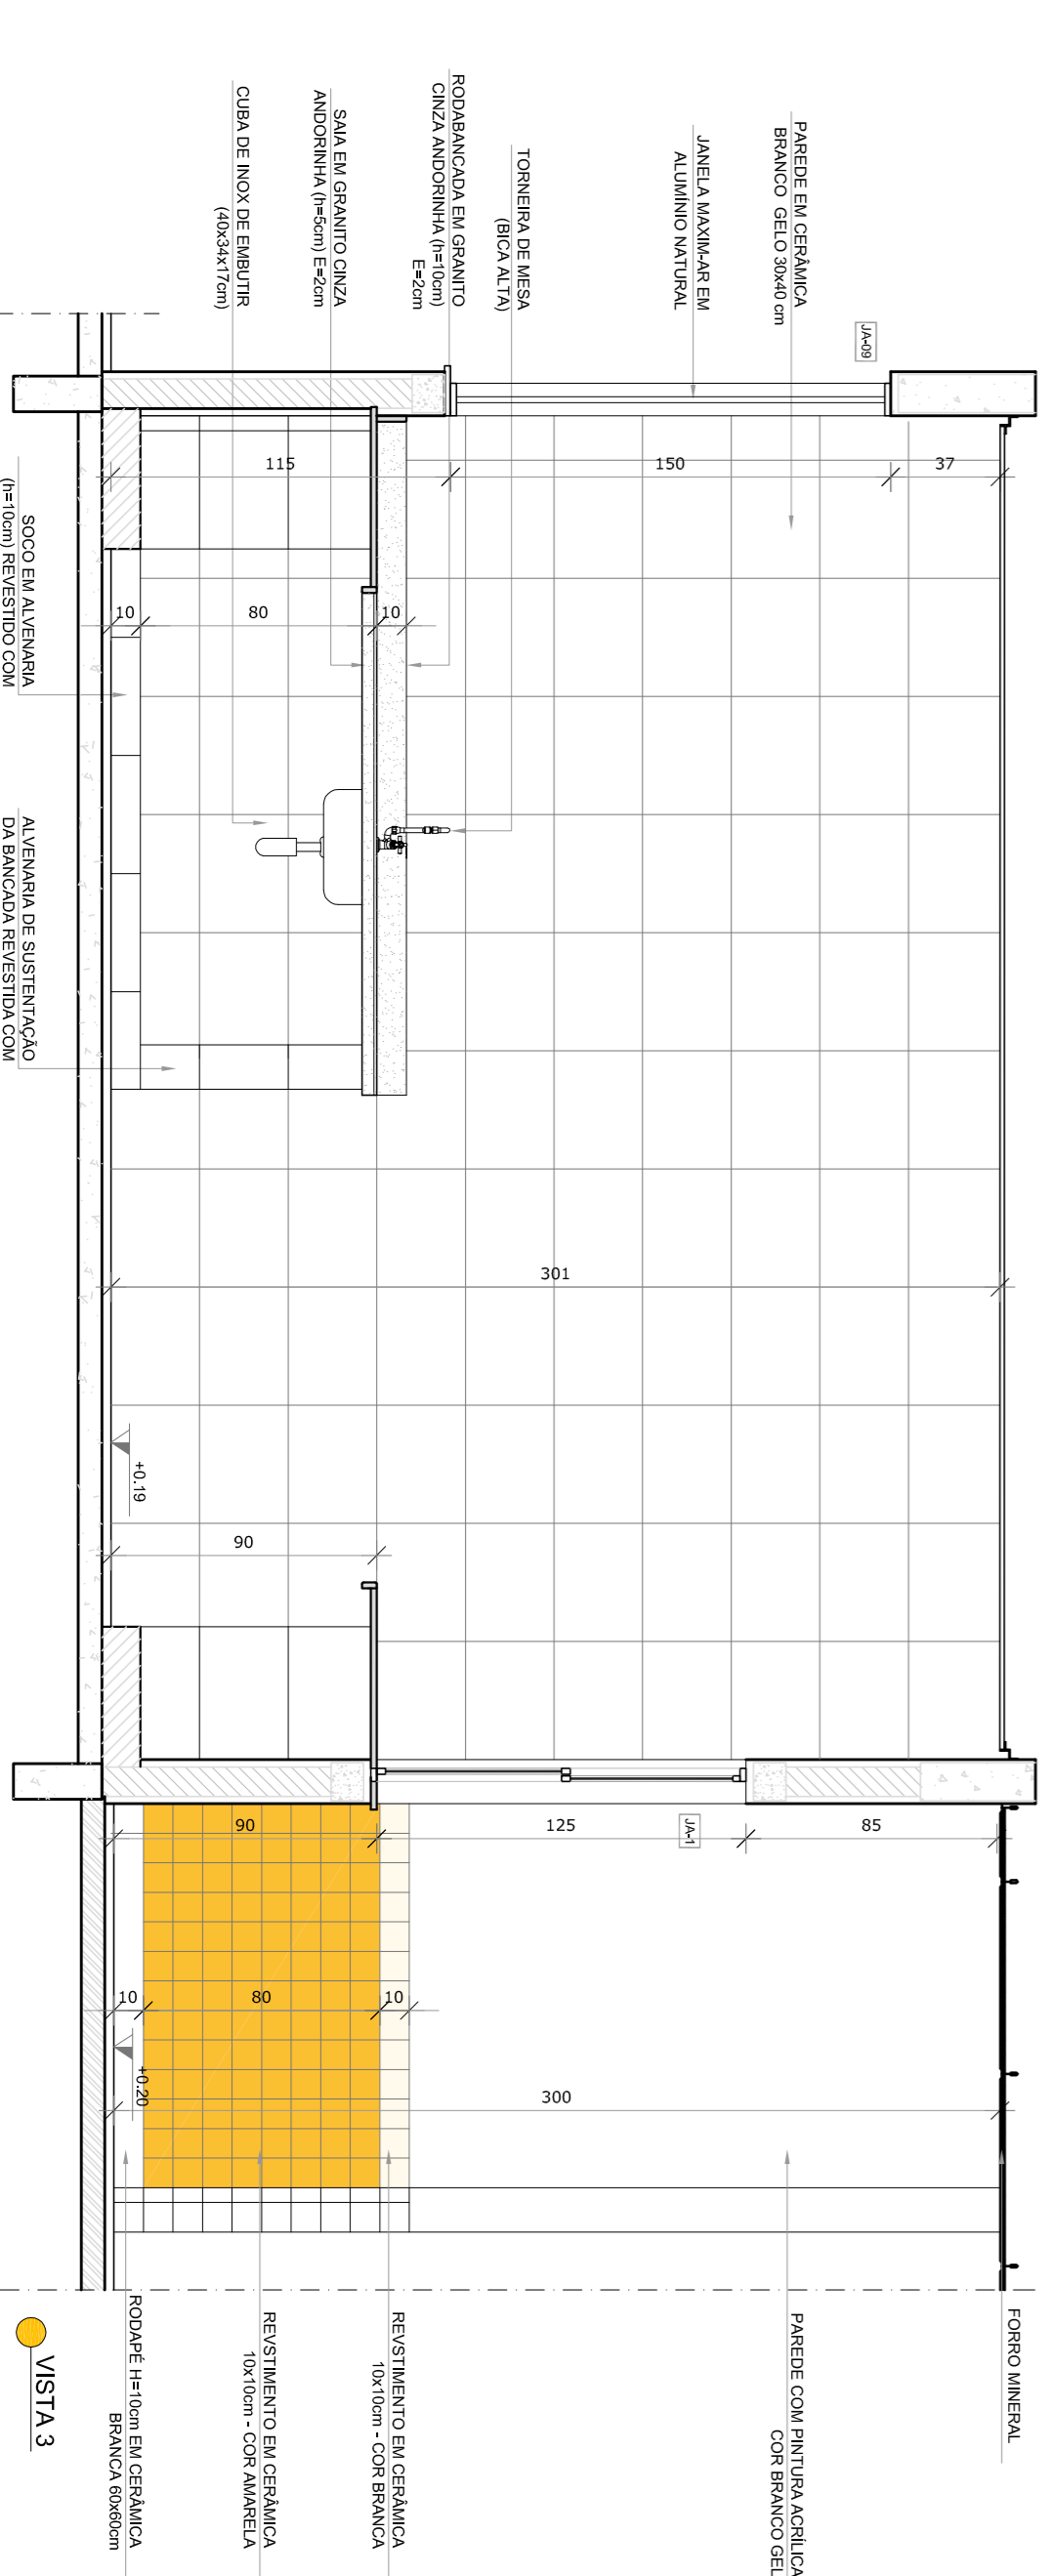 PAREDE EM CERÂMICA
BRANCO GELO 30x40 cm
JANELA MAXIM-AR EM
ALUMÍNIO NATURAL
TORNEIRA DE MESA
(BICA ALTA)
RODABANCADA EM GRANITO
CINZA ANDORINHA (h=10cm)
E=2cm
SAIA EM GRANITO CINZA
ANDORINHA (h=5cm) E=2cm
CUBA DE INOX DE EMBUTIR
(40x34x17cm)
JA-09
37
150
115
10
80
10
SOCO EM ALVENARIA
(h=10cm) REVESTIDO COM
ALVENARIA DE SUSTENTAÇÃO
DA BANCADA REVESTIDA COM
301
+0.19
90
85
125
90
JA-1
10
80
10
+0.20
300
FORRO MINERAL
PAREDE COM PINTURA ACRÍLICA
COR BRANCO GEL
REVSTIMENTO EM CERÂMICA
10x10cm - COR BRANCA
REVSTIMENTO EM CERÂMICA
10x10cm - COR AMARELA
RODAPÉ H=10cm EM CERÂMICA
BRANCA 60x60cm
VISTA 3